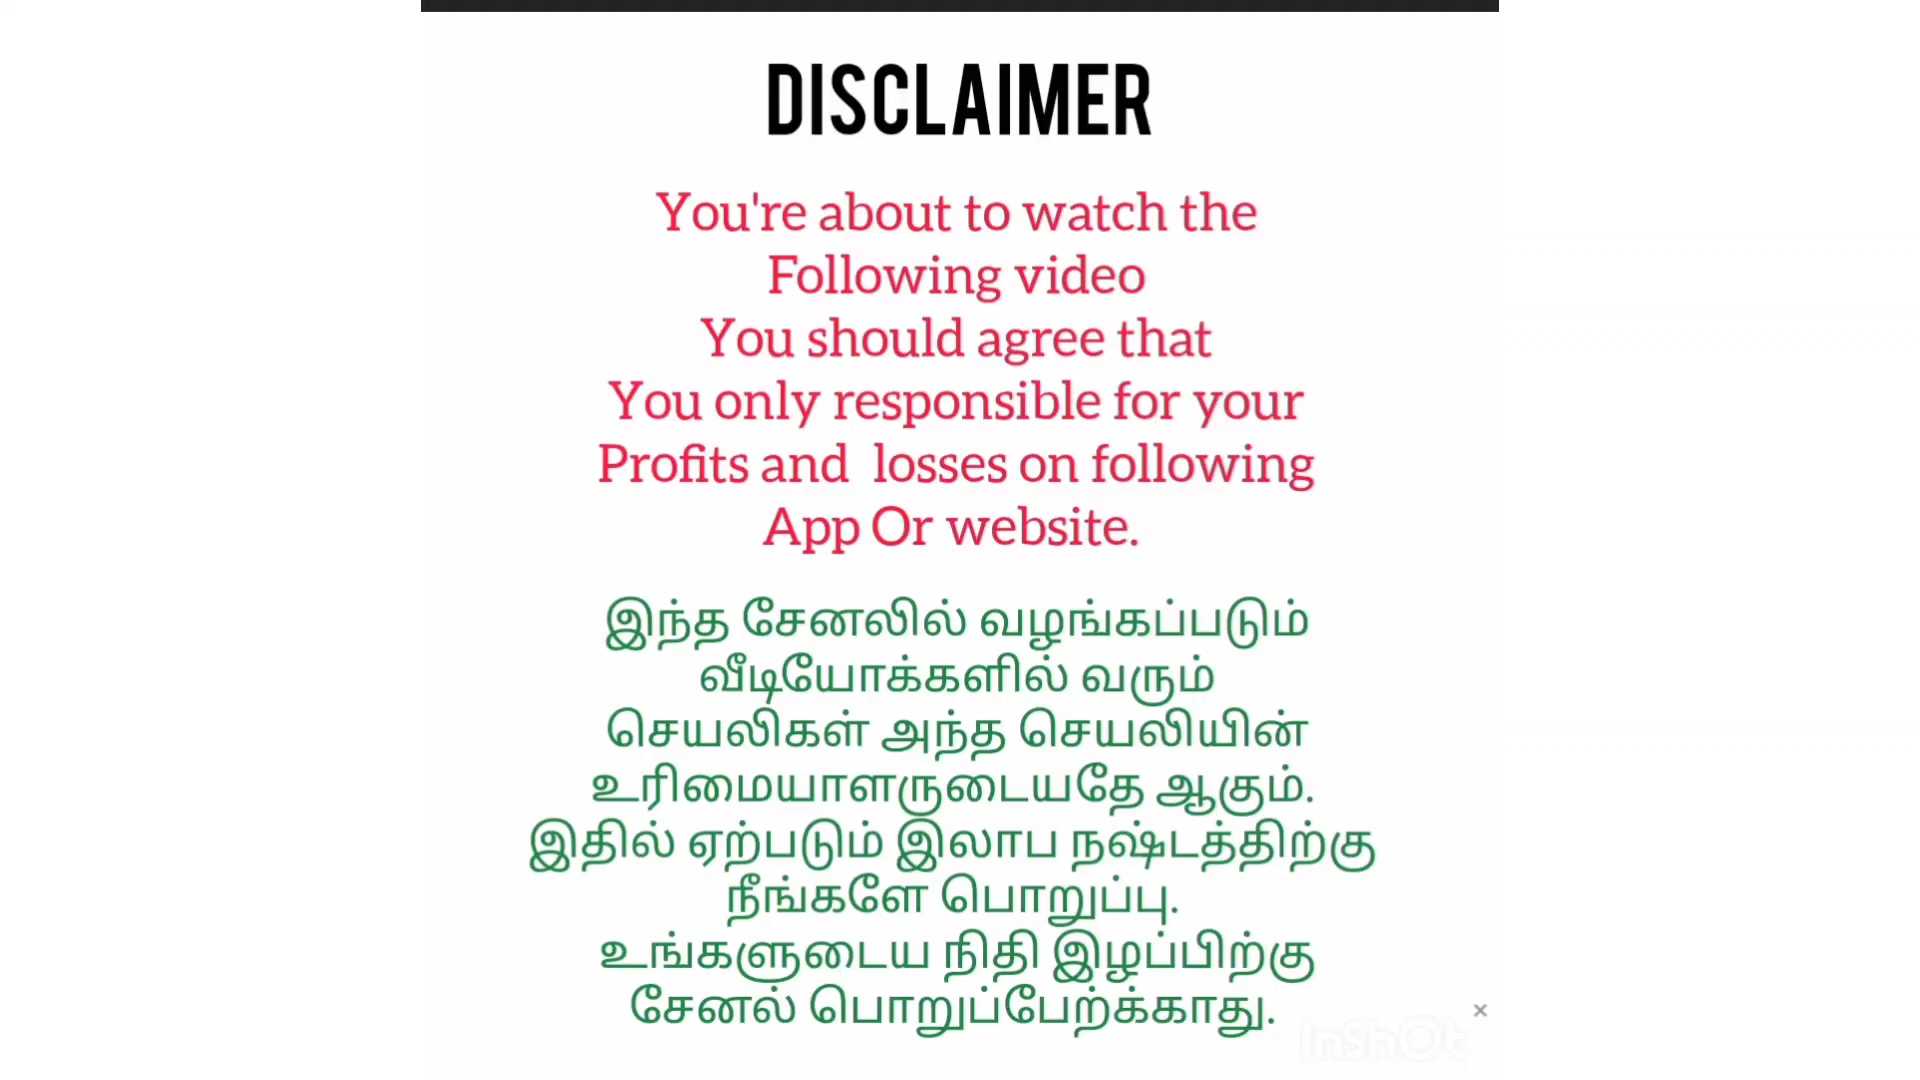 DISCLAIMER
You're about to watch the
Following video
You should agree that
You only responsible for your
Profits and  losses on following
App Or website.
இந்த சேனலில் வழங்கப்படும்
வீடியோக்களில் வரும்
செயலிகள் அந்த செயலியின்
உரிமையாளருடையதே ஆகும்.
இதில் ஏற்படும் இலாப நஷ்டத்திற்கு
நீங்களே பொறுப்பு.
உங்களுடைய நிதி இழப்பிற்கு
சேனல் பொறுப்பேற்க்காது.
InShOt